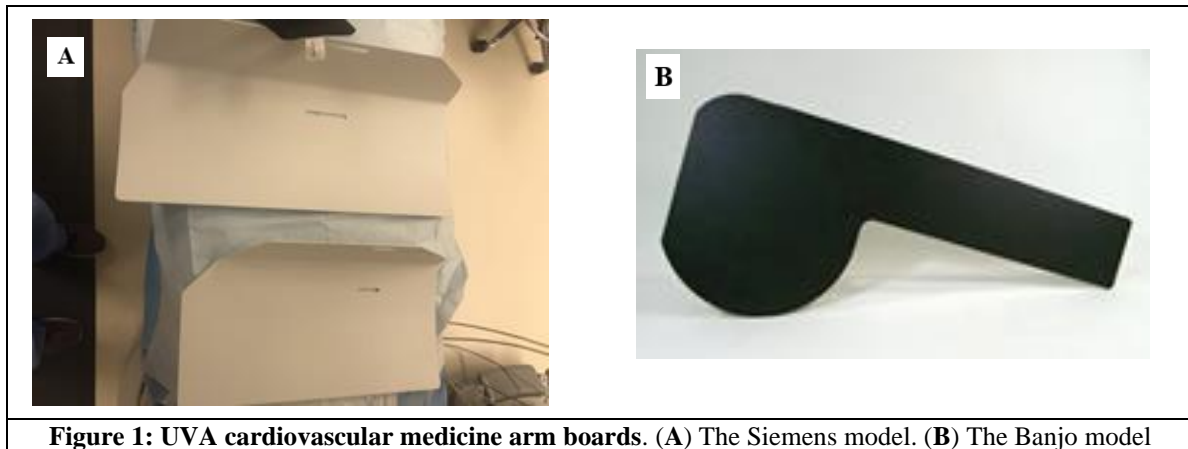 A
B
Figure 1: UVA cardiovascular medicine arm boards. (A) The Siemens model. (B) The Banjo model